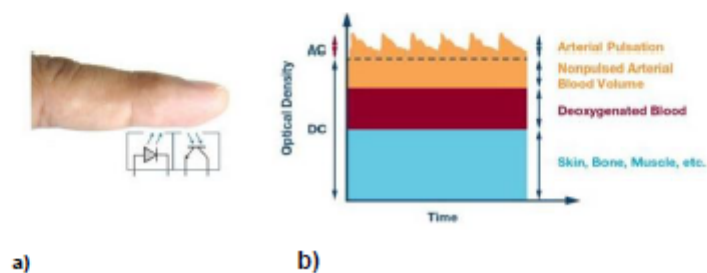 AC
DC
Optical Density
Time
Arterial Pulsation
Nonpulsed Arterial
Blood Volume
Deoxygenated Blood
Skin, Bone, Muscle, etc.
a)
b)